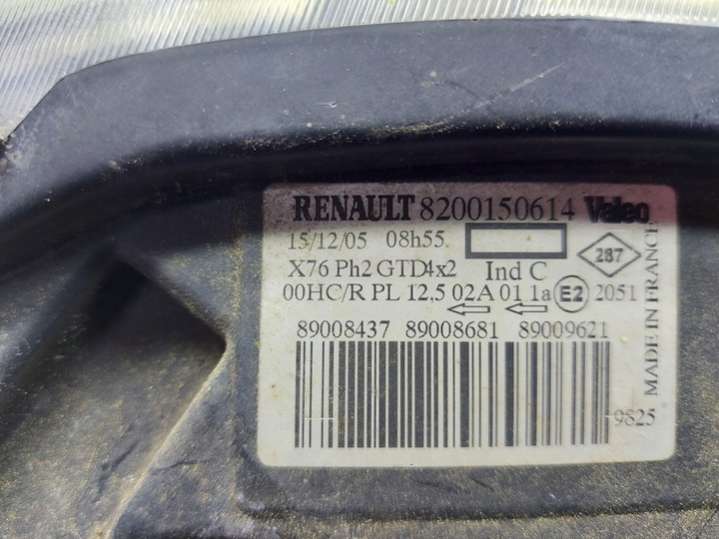 RENAULT 8200150614 Valeo
15/12/05 08h55
287
X76 Ph2 GTD4x2 Ind C
00HC/R PL 12,5 02A 01 1a E2 2051
89008437 89008681 89009621
9825
MADE IN FRANCE